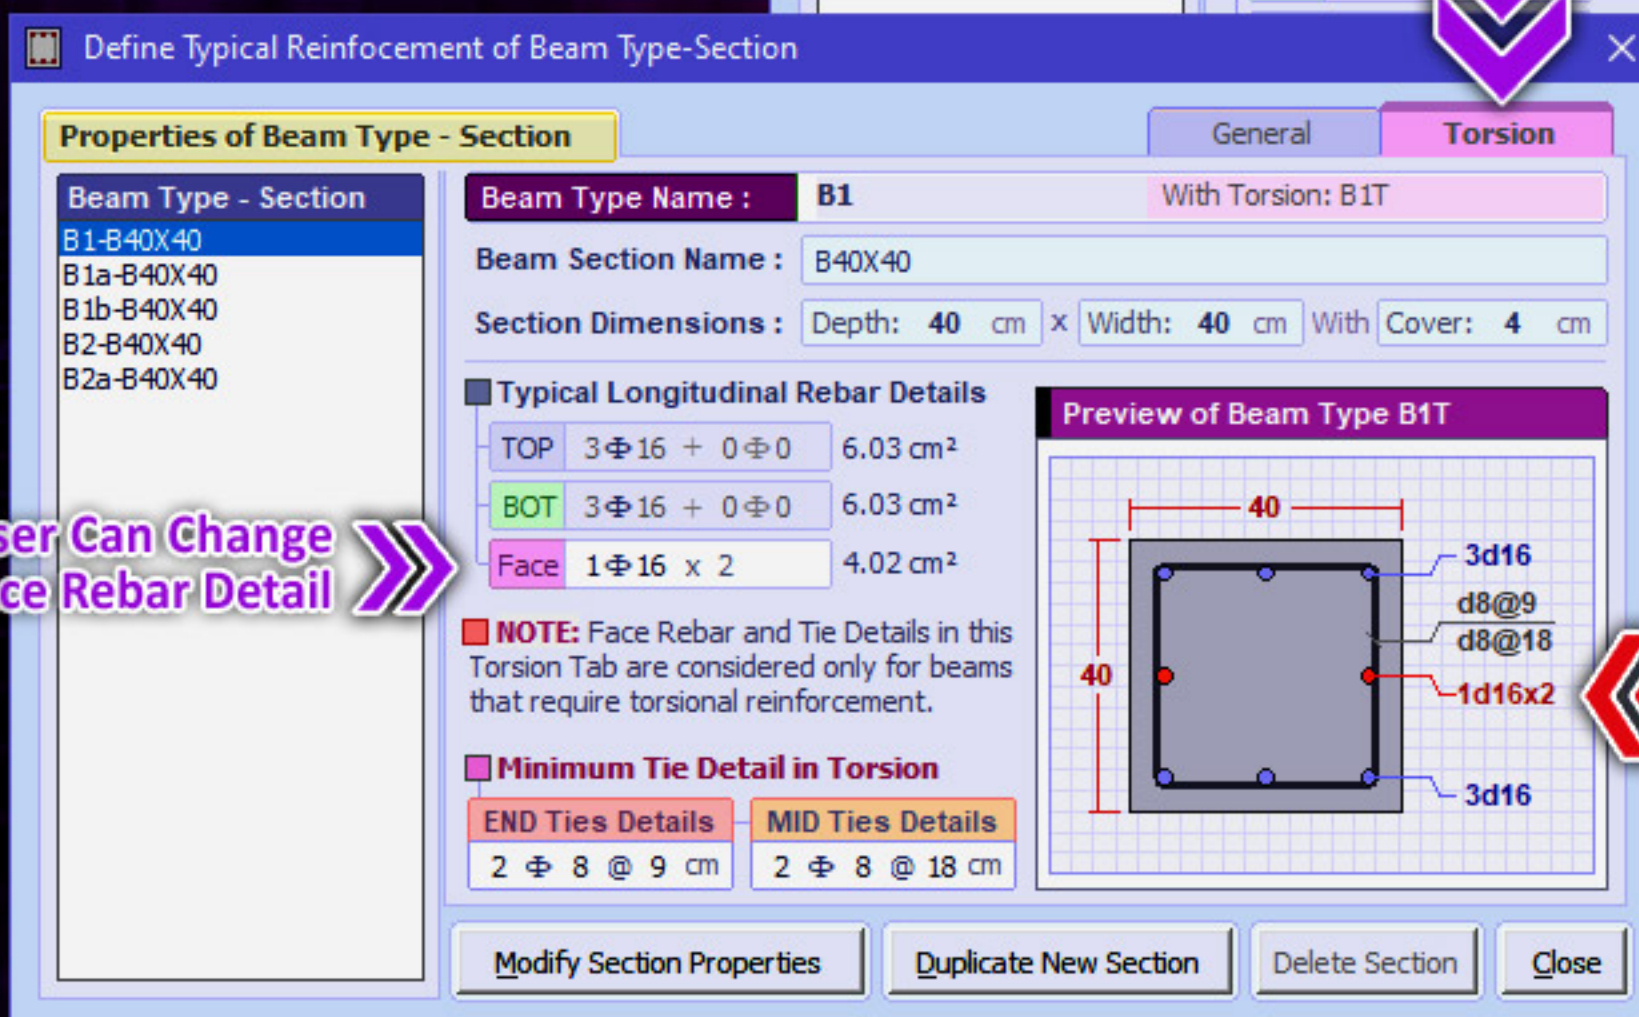 Define Typical Reinfocement of Beam Type-Section
Properties of Beam Type - Section
General
Torsion
Beam Type - Section
B1-B40X40
B1a-B40X40
B1b-B40X40
B2-B40X40
B2a-B40X40
Beam Type Name : B1 With Torsion: B1T
Beam Section Name : B40X40
Section Dimensions : Depth: 40 cm x Width: 40 cm With Cover: 4 cm
Typical Longitudinal Rebar Details
TOP 3Φ16 + 0Φ0 6.03 cm²
BOT 3Φ16 + 0Φ0 6.03 cm²
Face 1Φ16 x 2 4.02 cm²
ser Can Change
ce Rebar Detail
NOTE: Face Rebar and Tie Details in this
Torsion Tab are considered only for beams
that require torsional reinforcement.
Minimum Tie Detail in Torsion
END Ties Details
MID Ties Details
2 Φ 8 @ 9 cm
2 Φ 8 @ 18 cm
Preview of Beam Type B1T
40
3d16
d8@9
d8@18
40
1d16x2
3d16
Modify Section Properties
Duplicate New Section
Delete Section
Close